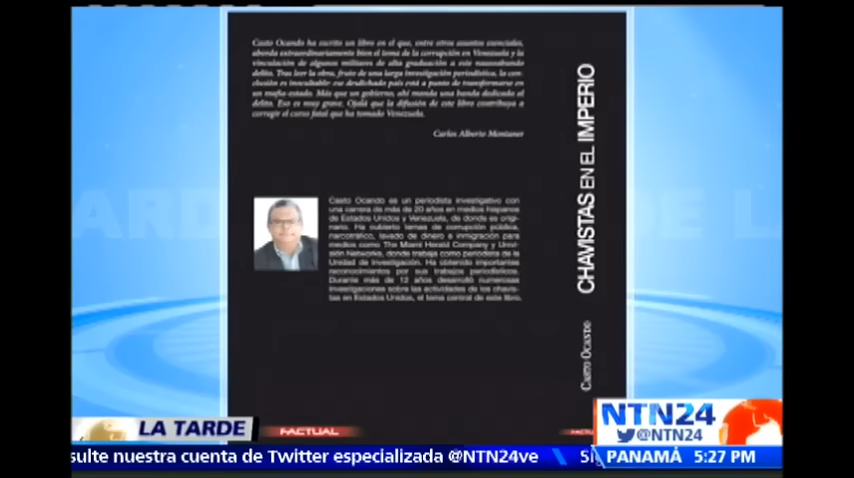 Casto Ocando ha escrito un libro en el que, entre otros asuntos esenciales,
aborda extraordinariamente bien el tema de la corrupción en Venezuela y la
vinculación de algunos militares de alta graduación a este nauseabundo
delito. Tras leer la obra, fruto de una larga investigación periodística, la con-
clusión es inocultable: ese desdichado país está a punto de transformarse en
un mafia-estado. Más que un gobierno, ahí manda una banda dedicada al
delito. Eso es muy grave. Ojalá que la difusión de este libro contribuya a
corregir el curso fatal que ha tomado Venezuela.
Carlos Alberto Montaner
Casto Ocando es un periodista investigativo con
una carrera de más de 20 años en medios hispanos
de Estados Unidos y Venezuela, de donde es origi-
nario. Ha cubierto temas de corrupción pública,
narcotráfico, lavado de dinero e inmigración para
medios como The Miami Herald Company y Univi-
sión Networks, donde trabaja como periodista de la
Unidad de Investigación. Ha obtenido importantes
reconocimientos por sus trabajos periodísticos.
Durante más de 12 años desarrolló numerosas
investigaciones sobre las actividades de los chavis-
tas en Estados Unidos, el tema central de este libro.
FACTUAL
CHAVISTAS EN EL IMPERIO
CASTO OCANDO
LA TARDE
NTN24
@NTN24
sulte nuestra cuenta de Twitter especializada @NTN24ve
PANAMÁ 5:27 PM